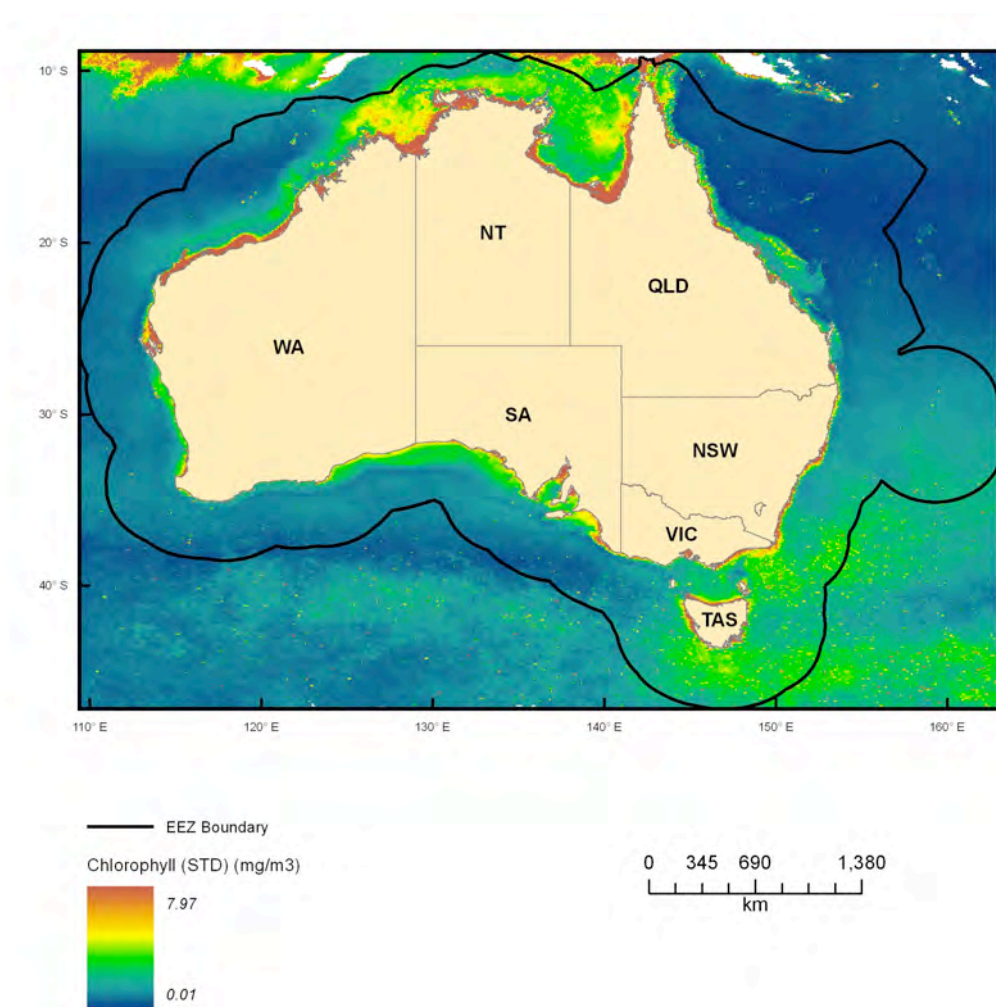 10° S
20° S
30° S
40° S
NT
QLD
WA
SA
NSW
VIC
TAS
110° E 120° E 130° E 140° E 150° E 160° E
EEZ Boundary
Chlorophyll (STD) (mg/m3)
7.97
0.01
0 345 690 1,380
km